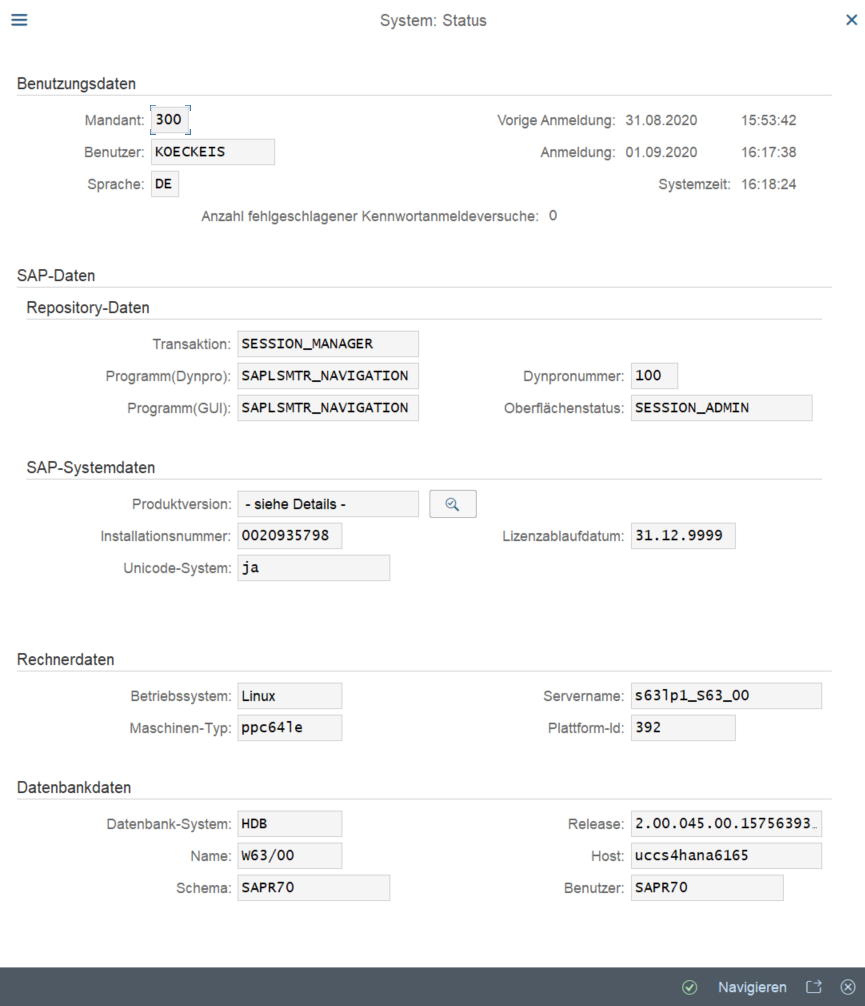 System: Status
Benutzungsdaten
Mandant: 300 Vorige Anmeldung: 31.08.2020 15:53:42
Benutzer: KOECKEIS Anmeldung: 01.09.2020 16:17:38
Sprache: DE Systemzeit: 16:18:24
Anzahl fehlgeschlagener Kennwortanmeldeversuche: 0
SAP-Daten
Repository-Daten
Transaktion: SESSION_MANAGER
Programm(Dynpro): SAPLSMTR_NAVIGATION Dynpronummer: 100
Programm(GUI): SAPLSMTR_NAVIGATION Oberflächenstatus: SESSION_ADMIN
SAP-Systemdaten
Produktversion: - siehe Details -
Installationsnummer: 0020935798 Lizenzablaufdatum: 31.12.9999
Unicode-System: ja
Rechnerdaten
Betriebssystem: Linux Servername: s63lp1_S63_00
Maschinen-Typ: ppc64le Plattform-Id: 392
Datenbankdaten
Datenbank-System: HDB Release: 2.00.045.00.15756393…
Name: W63/00 Host: uccs4hana6165
Schema: SAPR70 Benutzer: SAPR70
Navigieren